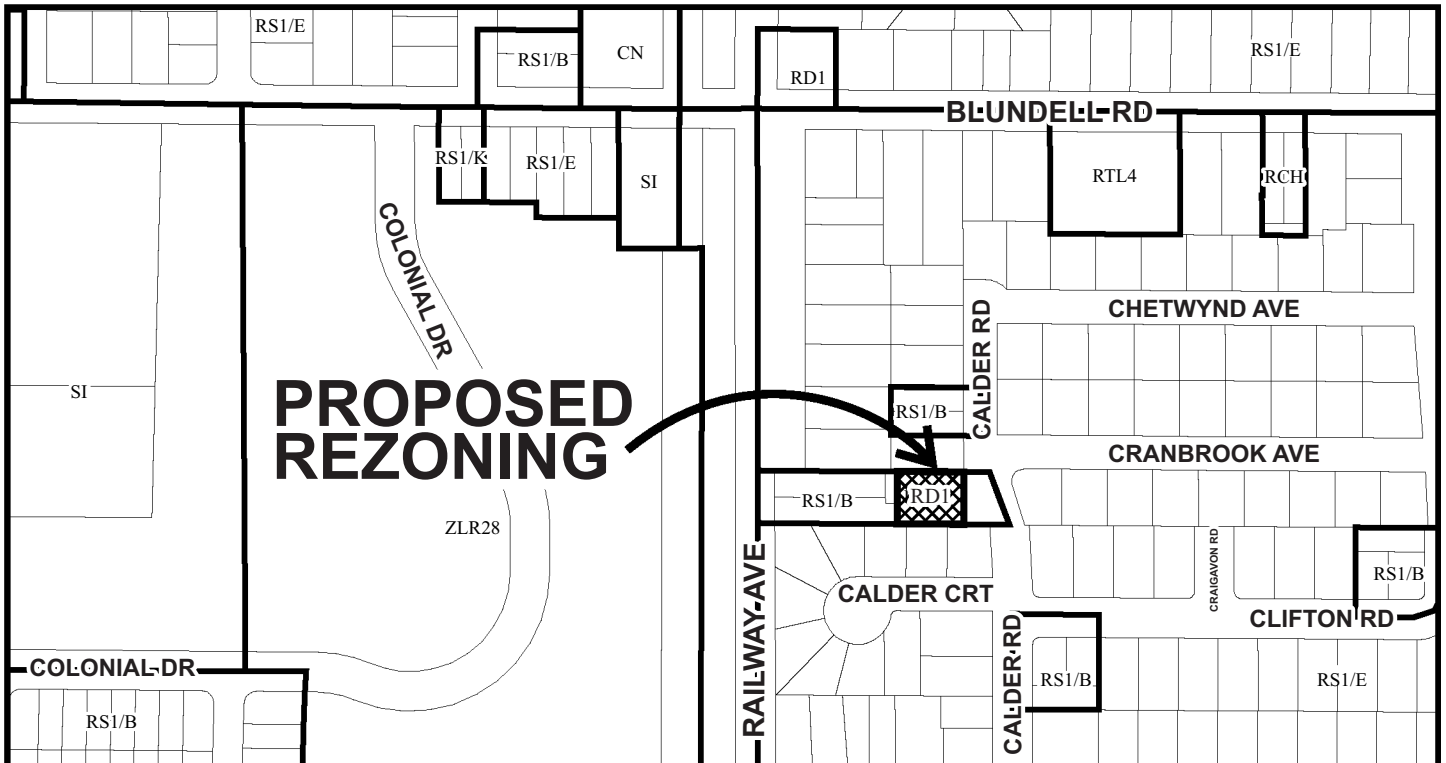 RS1/E
RS1/B
CN
RD1
RS1/E
BLUNDELL RD
RS1/K
RS1/E
SI
RTL4
RCH
COLONIAL DR
CHETWYND AVE
CALDER RD
SI
PROPOSED
REZONING
RS1/B
CRANBROOK AVE
RS1/B
RD1
ZLR28
RAILWAY AVE
CRAIGAVON RD
RS1/B
CALDER CRT
CLIFTON RD
COLONIAL DR
CALDER RD
RS1/B
RS1/E
RS1/B